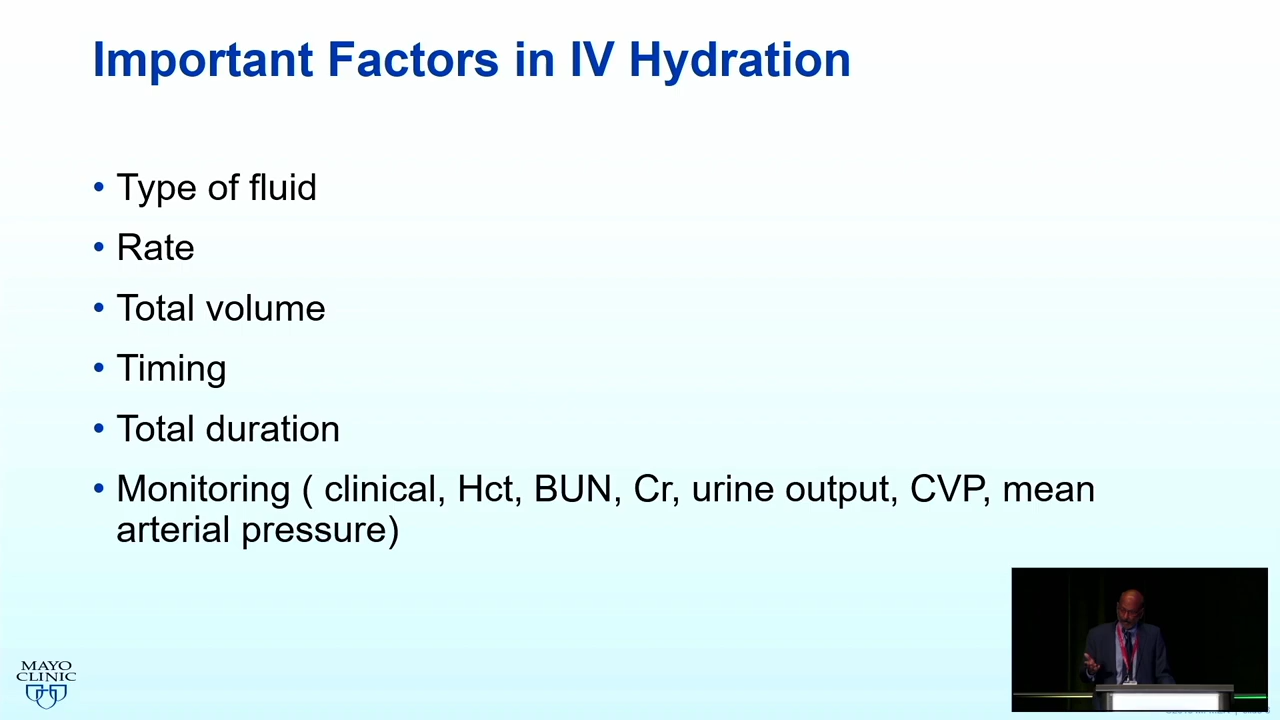 Important Factors in IV Hydration
• Type of fluid
• Rate
• Total volume
• Timing
• Total duration
• Monitoring ( clinical, Hct, BUN, Cr, urine output, CVP, mean
arterial pressure)
MAYO
CLINIC